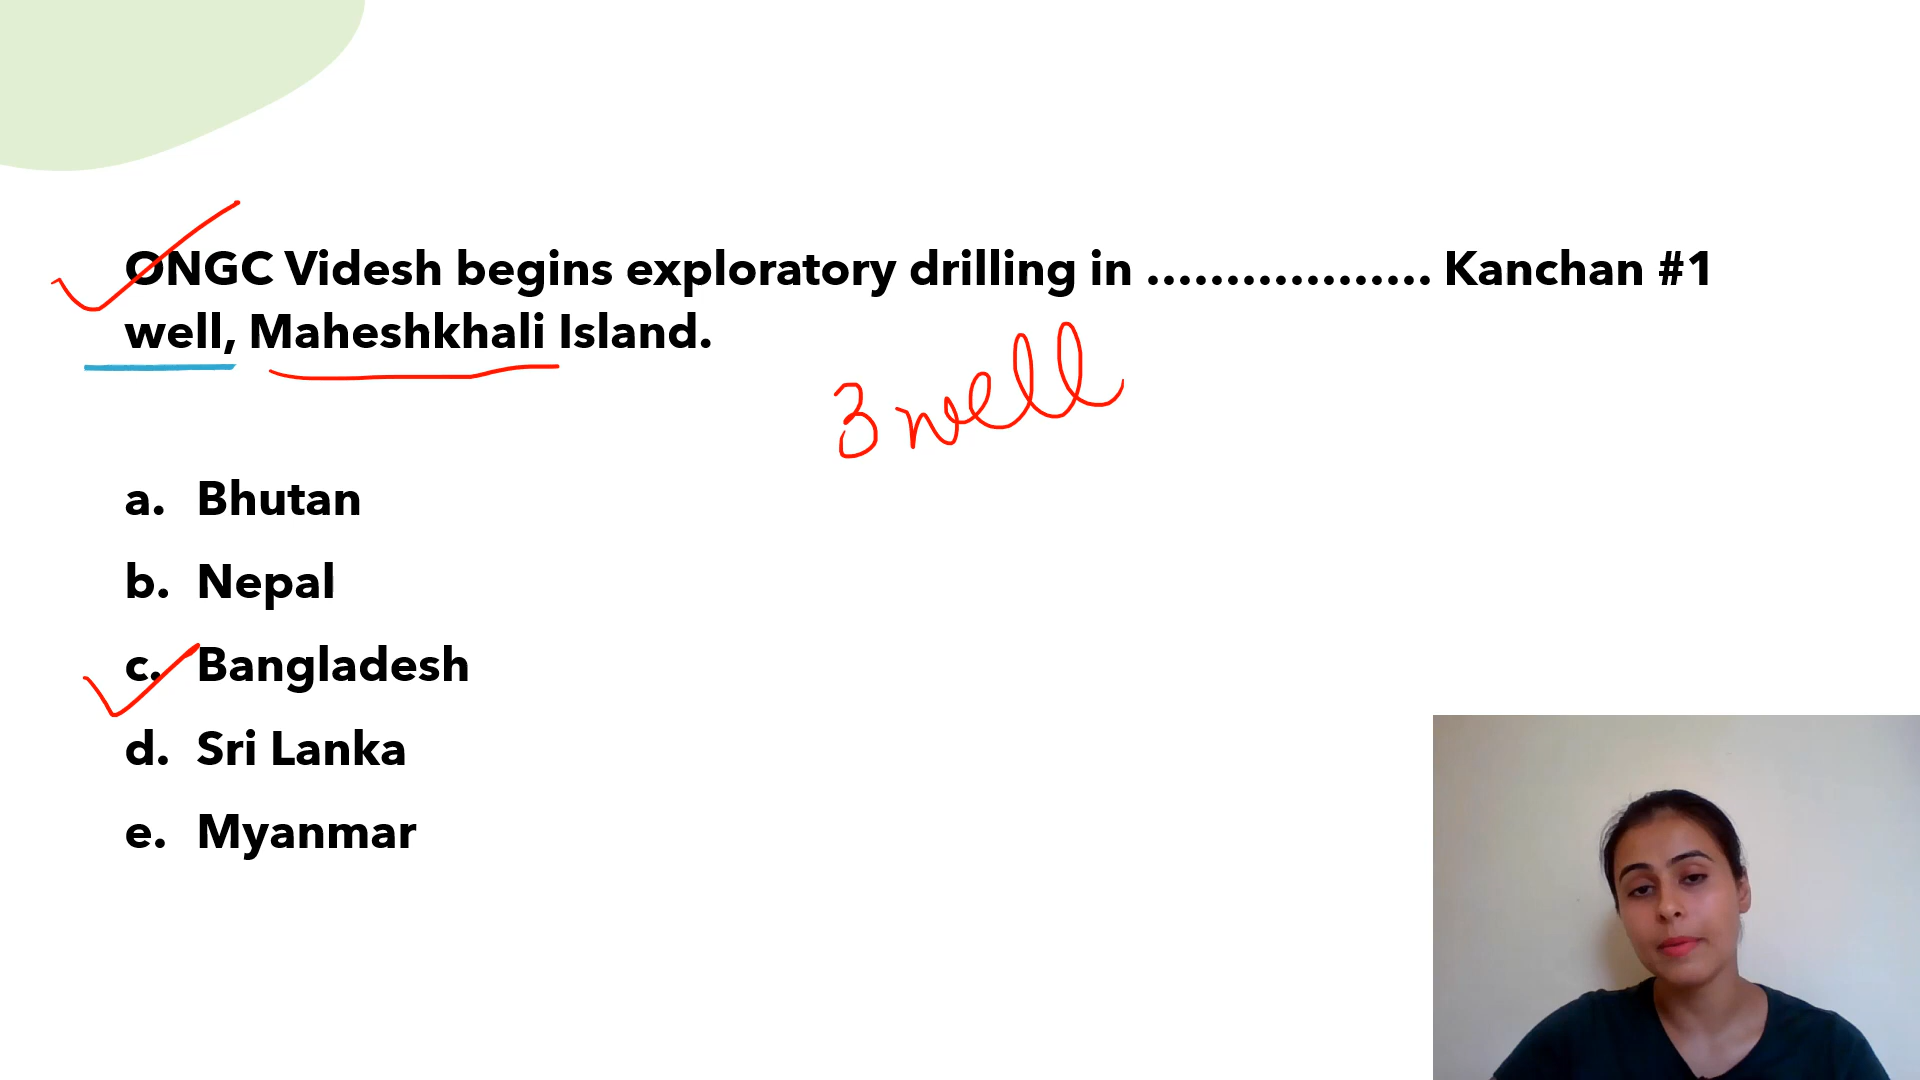 ONGC Videsh begins exploratory drilling in .................. Kanchan #1
well, Maheshkhali Island.
3 well
a. Bhutan
b. Nepal
c. Bangladesh
d. Sri Lanka
e. Myanmar